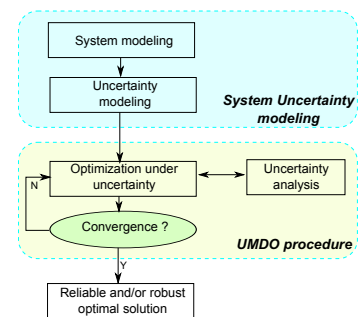 System modeling
Uncertainty
modeling
System Uncertainty
modeling
Optimization under
uncertainty
Uncertainty
analysis
N
Convergence ?
UMDO procedure
Y
Reliable and/or robust
optimal solution